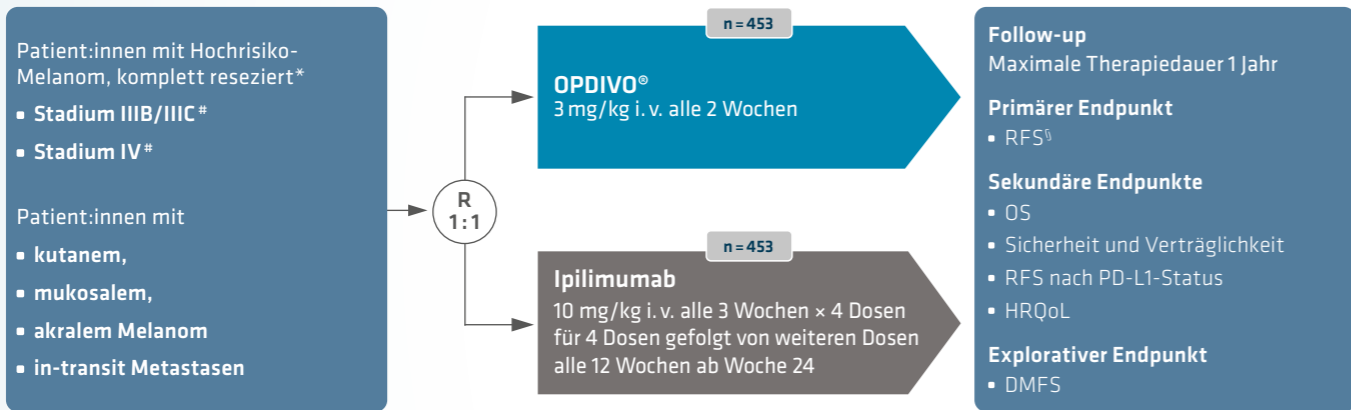 Patient:innen mit Hochrisiko-
Melanom, komplett reseziert*
▪ Stadium IIIB/IIIC#
▪ Stadium IV#
Patient:innen mit
▪ kutanem,
▪ mukosalem,
▪ akralem Melanom
▪ in-transit Metastasen
R
1:1
n=453
OPDIVO®
3 mg/kg i. v. alle 2 Wochen
n=453
Ipilimumab
10 mg/kg i. v. alle 3 Wochen × 4 Dosen
für 4 Dosen gefolgt von weiteren Dosen
alle 12 Wochen ab Woche 24
Follow-up
Maximale Therapiedauer 1 Jahr
Primärer Endpunkt
▪ RFS§
Sekundäre Endpunkte
▪ OS
▪ Sicherheit und Verträglichkeit
▪ RFS nach PD-L1-Status
▪ HRQoL
Explorativer Endpunkt
▪ DMFS